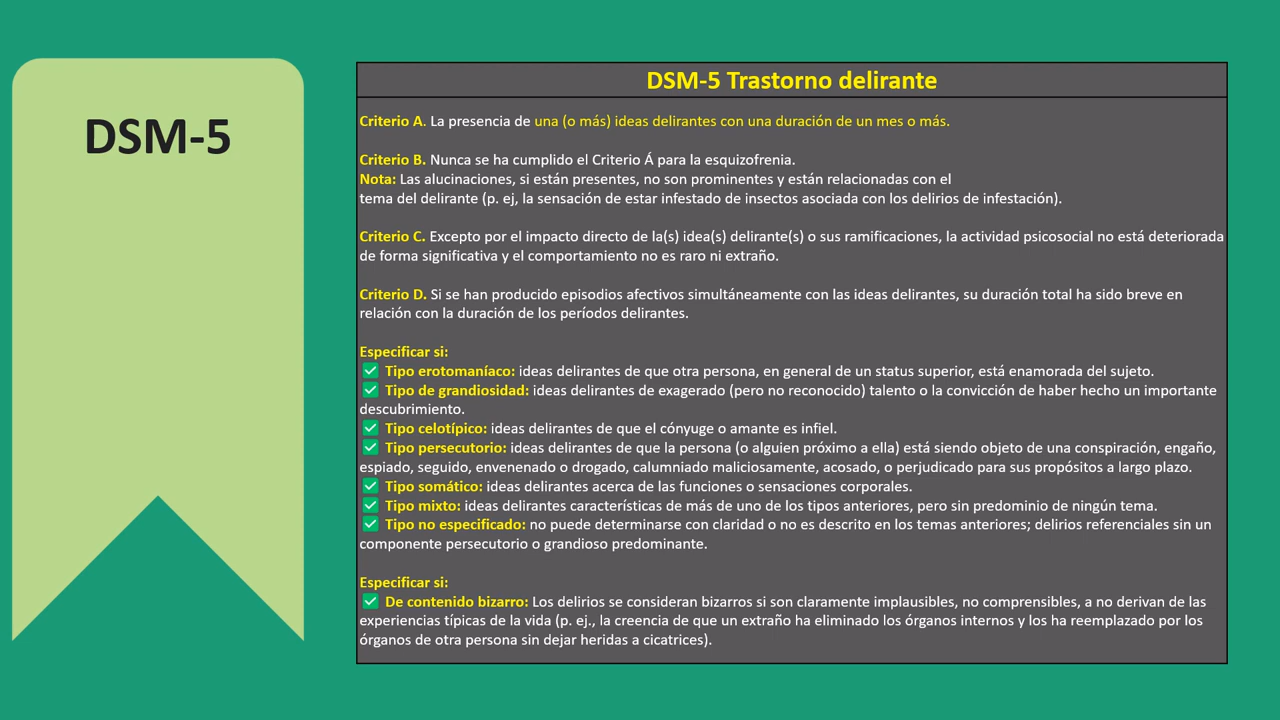 DSM-5
DSM-5 Trastorno delirante
Criterio A. La presencia de una (o más) ideas delirantes con una duración de un mes o más.
Criterio B. Nunca se ha cumplido el Criterio Á para la esquizofrenia.
Nota: Las alucinaciones, si están presentes, no son prominentes y están relacionadas con el
tema del delirante (p. ej, la sensación de estar infestado de insectos asociada con los delirios de infestación).
Criterio C. Excepto por el impacto directo de la(s) idea(s) delirante(s) o sus ramificaciones, la actividad psicosocial no está deteriorada
de forma significativa y el comportamiento no es raro ni extraño.
Criterio D. Si se han producido episodios afectivos simultáneamente con las ideas delirantes, su duración total ha sido breve en
relación con la duración de los períodos delirantes.
Especificar si:
✅ Tipo erotomaníaco: ideas delirantes de que otra persona, en general de un status superior, está enamorada del sujeto.
✅ Tipo de grandiosidad: ideas delirantes de exagerado (pero no reconocido) talento o la convicción de haber hecho un importante
descubrimiento.
✅ Tipo celotípico: ideas delirantes de que el cónyuge o amante es infiel.
✅ Tipo persecutorio: ideas delirantes de que la persona (o alguien próximo a ella) está siendo objeto de una conspiración, engaño,
espiado, seguido, envenenado o drogado, calumniado maliciosamente, acosado, o perjudicado para sus propósitos a largo plazo.
✅ Tipo somático: ideas delirantes acerca de las funciones o sensaciones corporales.
✅ Tipo mixto: ideas delirantes características de más de uno de los tipos anteriores, pero sin predominio de ningún tema.
✅ Tipo no especificado: no puede determinarse con claridad o no es descrito en los temas anteriores; delirios referenciales sin un
componente persecutorio o grandioso predominante.
Especificar si:
✅ De contenido bizarro: Los delirios se consideran bizarros si son claramente implausibles, no comprensibles, a no derivan de las
experiencias típicas de la vida (p. ej., la creencia de que un extraño ha eliminado los órganos internos y los ha reemplazado por los
órganos de otra persona sin dejar heridas a cicatrices).